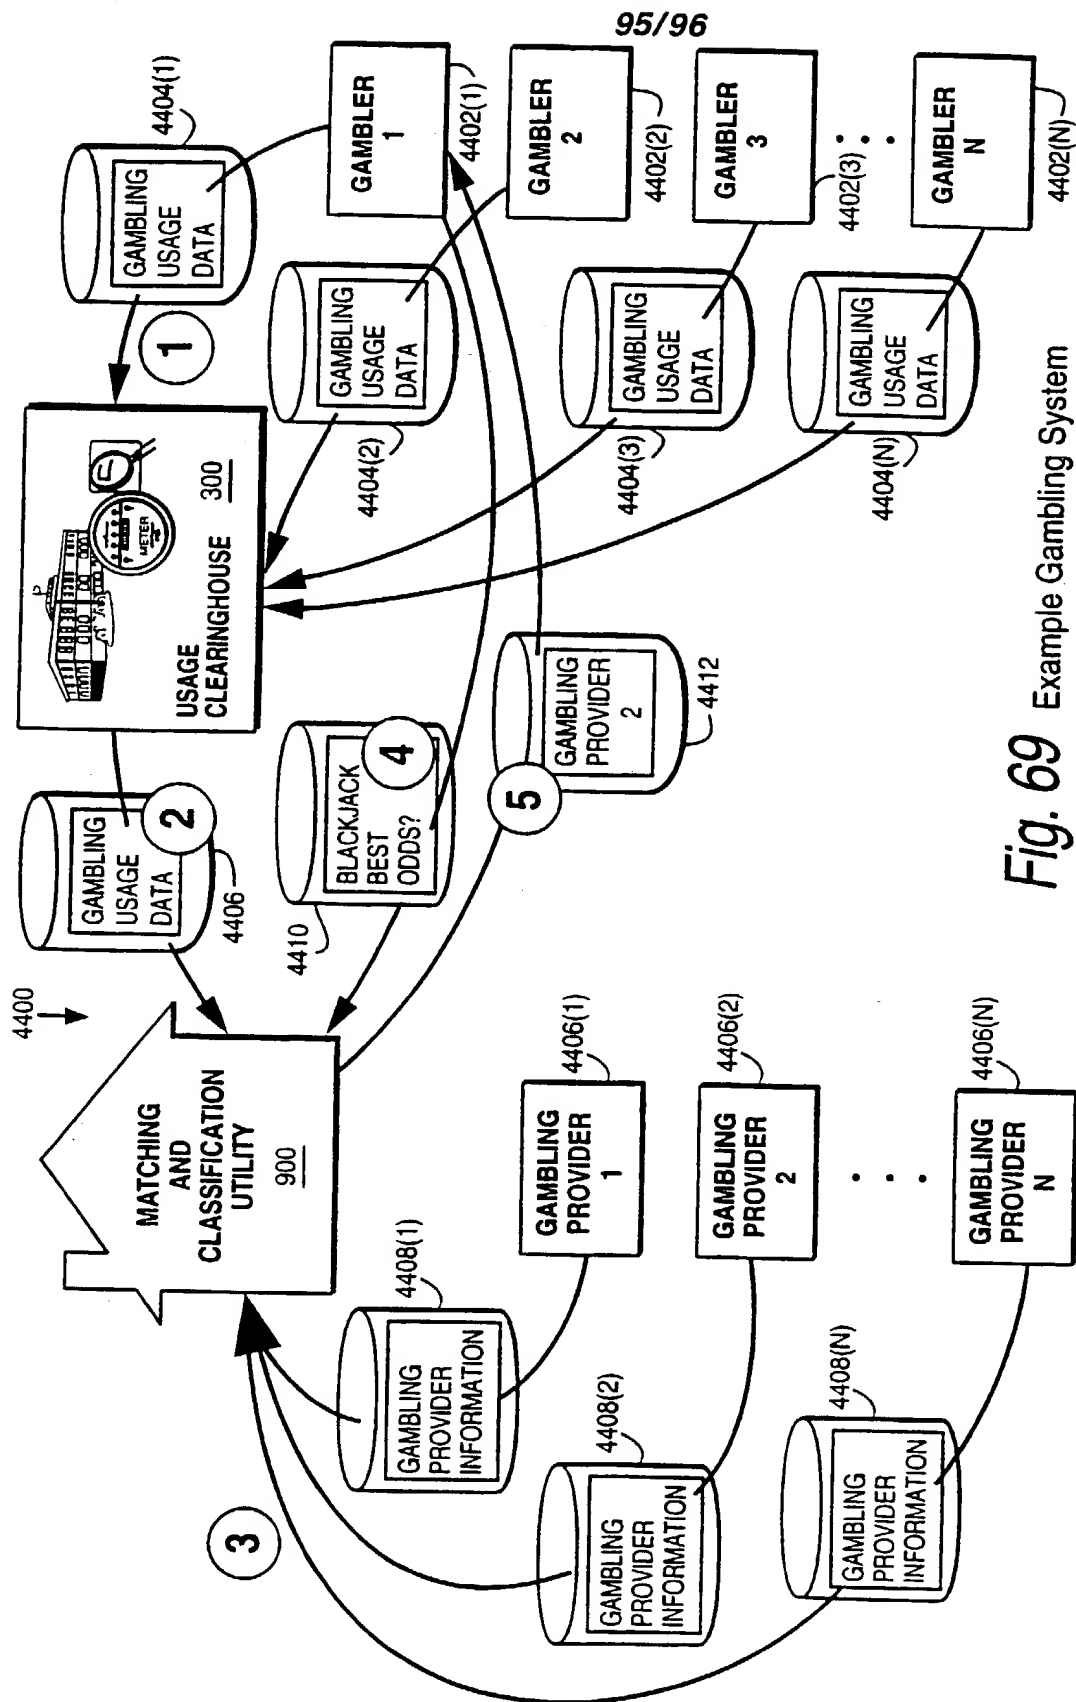 95/96
4400
MATCHING
AND
CLASSIFICATION
UTILITY
900
GAMBLING
USAGE
DATA
2
4406
USAGE
CLEARINGHOUSE
300
METER
1
GAMBLING
USAGE
DATA
4404(1)
GAMBLER
1
4402(1)
GAMBLING
USAGE
DATA
4404(2)
GAMBLER
2
4402(2)
GAMBLING
USAGE
DATA
4404(3)
GAMBLER
3
4402(3)
GAMBLING
USAGE
DATA
4404(N)
GAMBLER
N
4402(N)
4410
BLACKJACK
BEST
ODDS?
4
5
GAMBLING
PROVIDER
2
4412
3
GAMBLING
PROVIDER
INFORMATION
4408(1)
GAMBLING
PROVIDER
1
4406(1)
GAMBLING
PROVIDER
INFORMATION
4408(2)
GAMBLING
PROVIDER
2
4406(2)
GAMBLING
PROVIDER
INFORMATION
4408(N)
GAMBLING
PROVIDER
N
4406(N)
Fig. 69 Example Gambling System